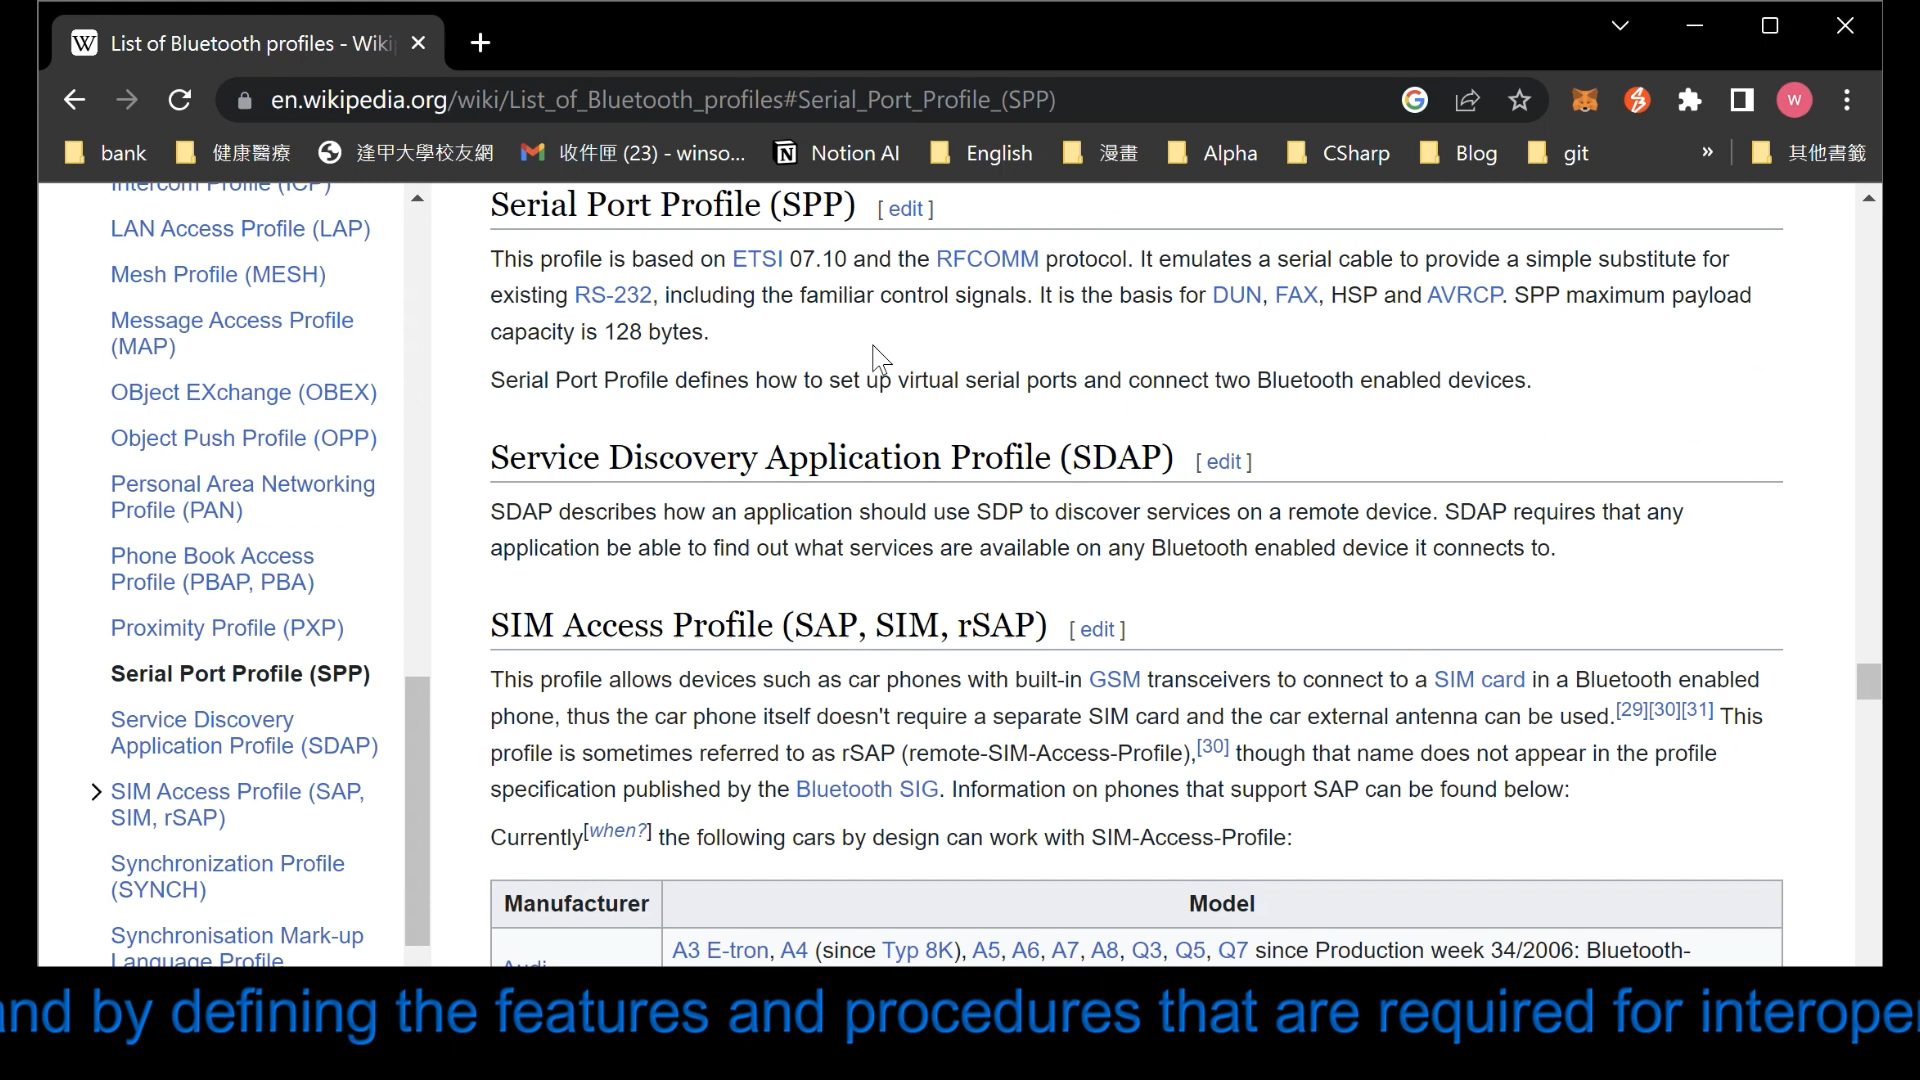 List of Bluetooth profiles - Wiki
en.wikipedia.org/wiki/List_of_Bluetooth_profiles#Serial_Port_Profile_(SPP)
W
bank 健康醫療 逢甲大學校友網 收件匣 (23) - winso... Notion AI English 漫畫 Alpha CSharp Blog git » 其他書籤
Intercom Profile (ICP)
LAN Access Profile (LAP)
Mesh Profile (MESH)
Message Access Profile
(MAP)
OBject EXchange (OBEX)
Object Push Profile (OPP)
Personal Area Networking
Profile (PAN)
Phone Book Access
Profile (PBAP, PBA)
Proximity Profile (PXP)
Serial Port Profile (SPP)
Service Discovery
Application Profile (SDAP)
SIM Access Profile (SAP,
SIM, rSAP)
Synchronization Profile
(SYNCH)
Synchronisation Mark-up
Language Profile
Serial Port Profile (SPP) [ edit ]
This profile is based on ETSI 07.10 and the RFCOMM protocol. It emulates a serial cable to provide a simple substitute for
existing RS-232, including the familiar control signals. It is the basis for DUN, FAX, HSP and AVRCP. SPP maximum payload
capacity is 128 bytes.
Serial Port Profile defines how to set up virtual serial ports and connect two Bluetooth enabled devices.
Service Discovery Application Profile (SDAP) [ edit ]
SDAP describes how an application should use SDP to discover services on a remote device. SDAP requires that any
application be able to find out what services are available on any Bluetooth enabled device it connects to.
SIM Access Profile (SAP, SIM, rSAP) [ edit ]
This profile allows devices such as car phones with built-in GSM transceivers to connect to a SIM card in a Bluetooth enabled
phone, thus the car phone itself doesn't require a separate SIM card and the car external antenna can be used.[29][30][31] This
profile is sometimes referred to as rSAP (remote-SIM-Access-Profile),[30] though that name does not appear in the profile
specification published by the Bluetooth SIG. Information on phones that support SAP can be found below:
Currently[when?] the following cars by design can work with SIM-Access-Profile:
Manufacturer Model
Audi A3 E-tron, A4 (since Typ 8K), A5, A6, A7, A8, Q3, Q5, Q7 since Production week 34/2006: Bluetooth-
and by defining the features and procedures that are required for interope